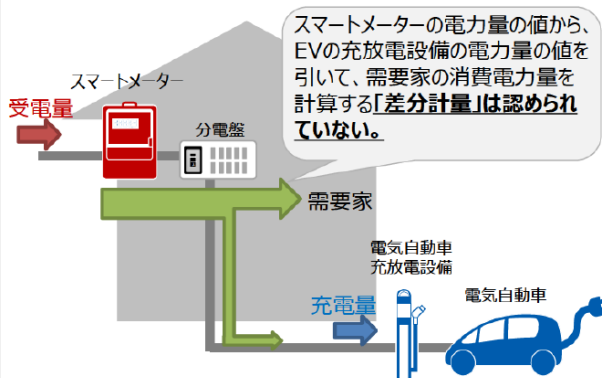 スマートメーターの電力量の値から、
EVの充放電設備の電力量の値を
引いて、需要家の消費電力量を
計算する「差分計量」は認められ
ていない。
スマートメーター
受電量
分電盤
需要家
電気自動車
充放電設備
電気自動車
充電量